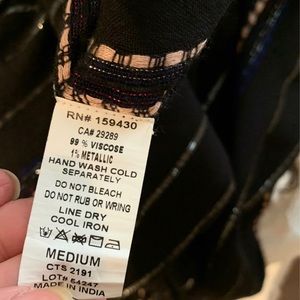 RN# 159430
CA# 29289
99 % VISCOSE
1% METALLIC
HAND WASH COLD
SEPARATELY
DO NOT BLEACH
DO NOT RUB OR WRING
LINE DRY
COOL IRON
MEDIUM
CTS 2191
LOT# 64247
MADE IN INDIA